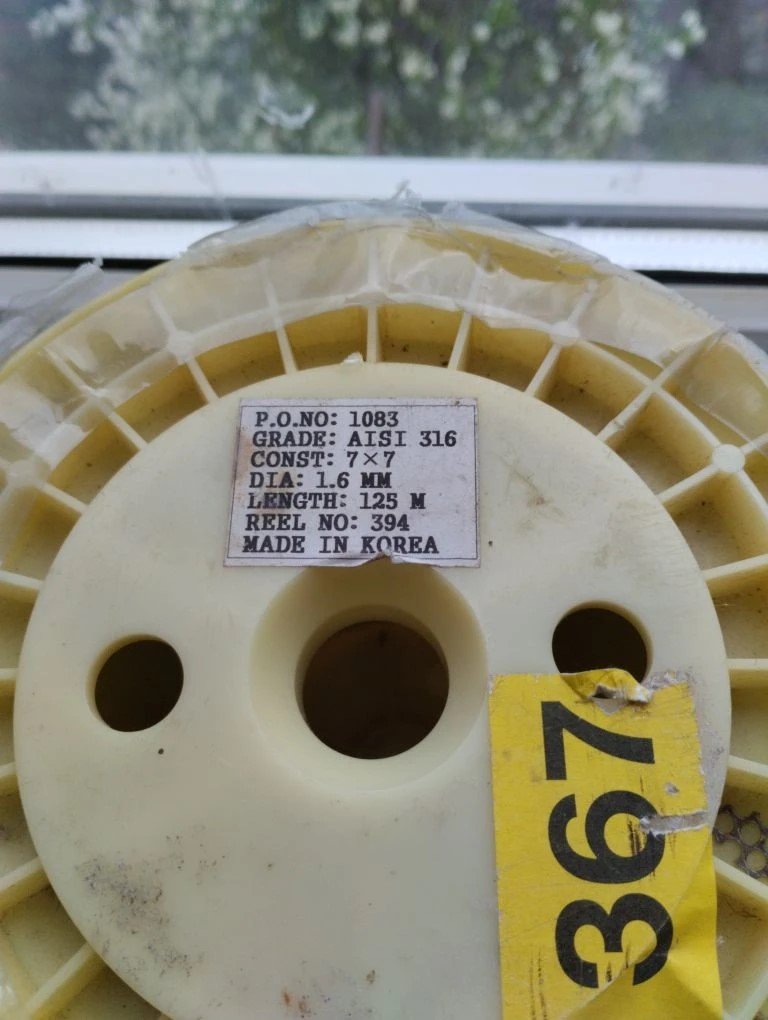 P.O.NO: 1083
GRADE: AISI 316
CONST: 7×7
DIA: 1.6 MM
LENGTH: 125 M
REEL NO: 394
MADE IN KOREA
367